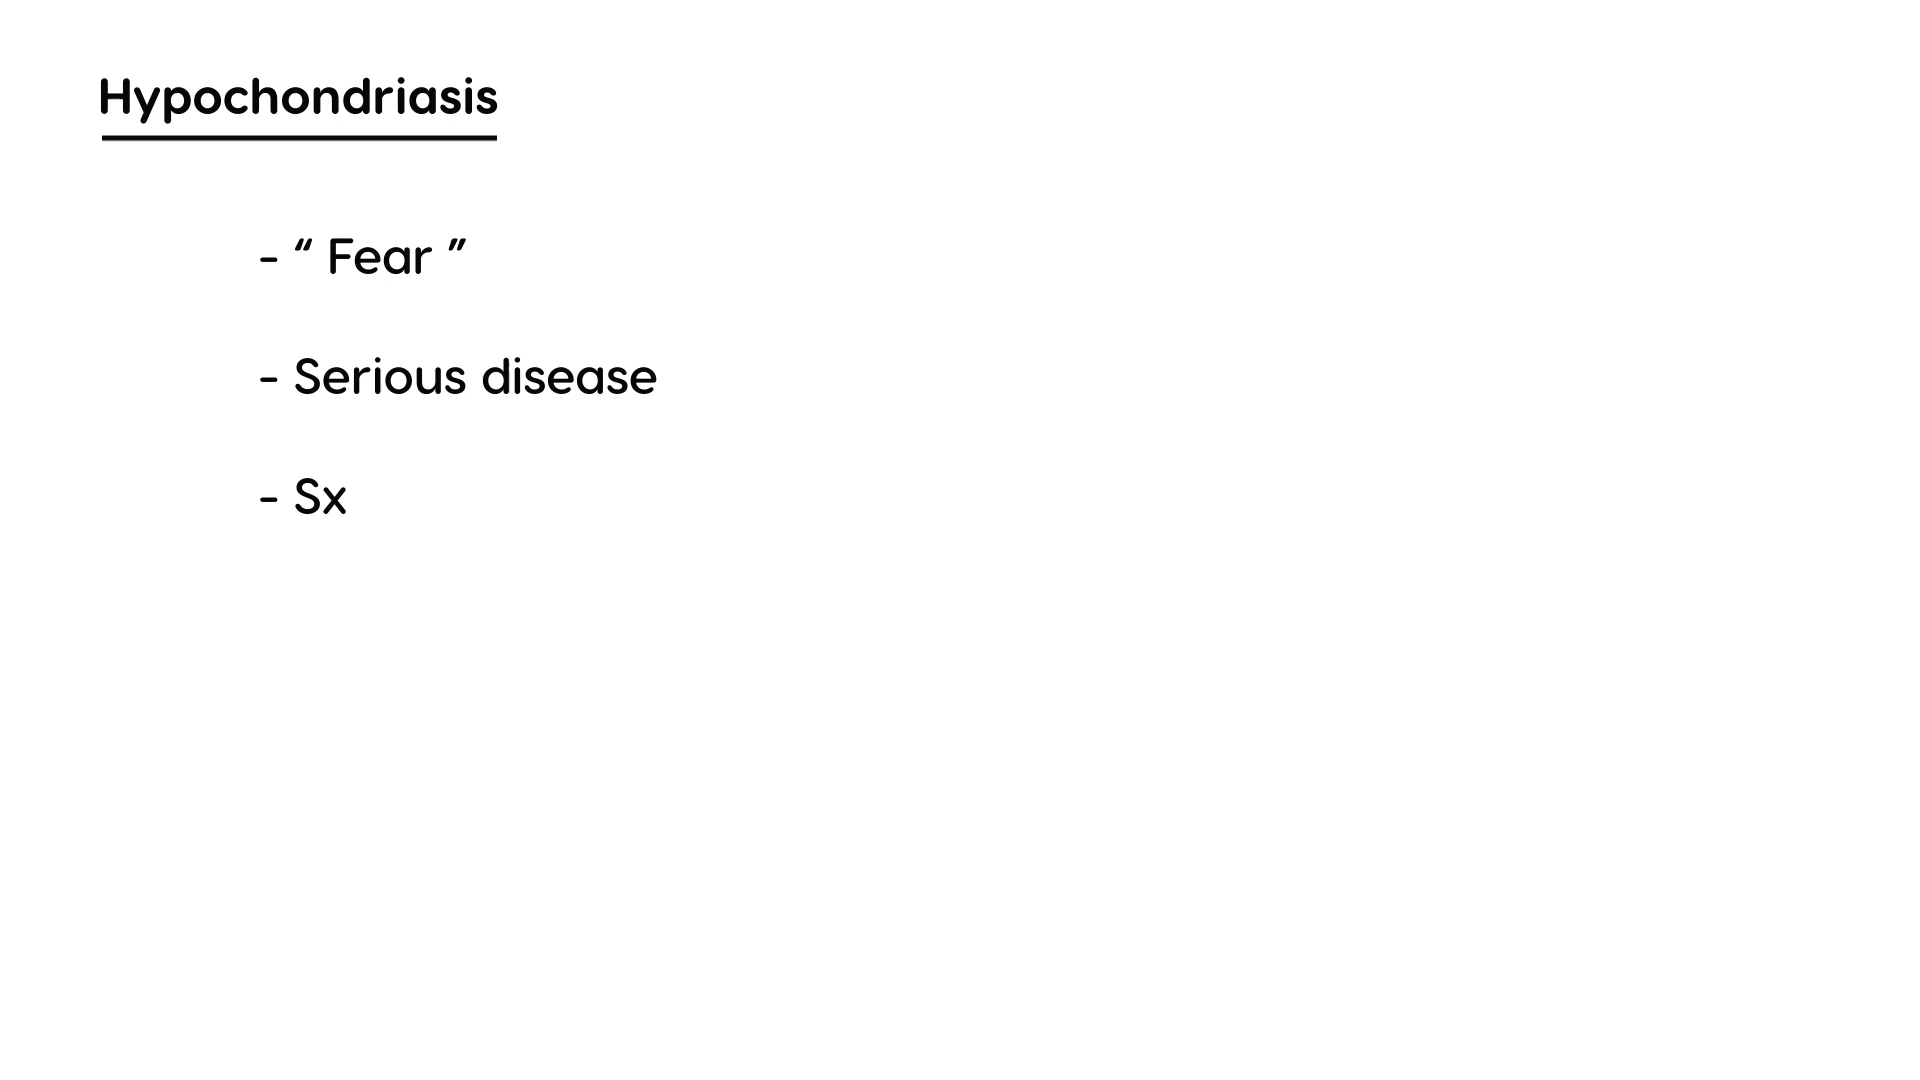 Hypochondriasis
- “ Fear ”
- Serious disease
- Sx